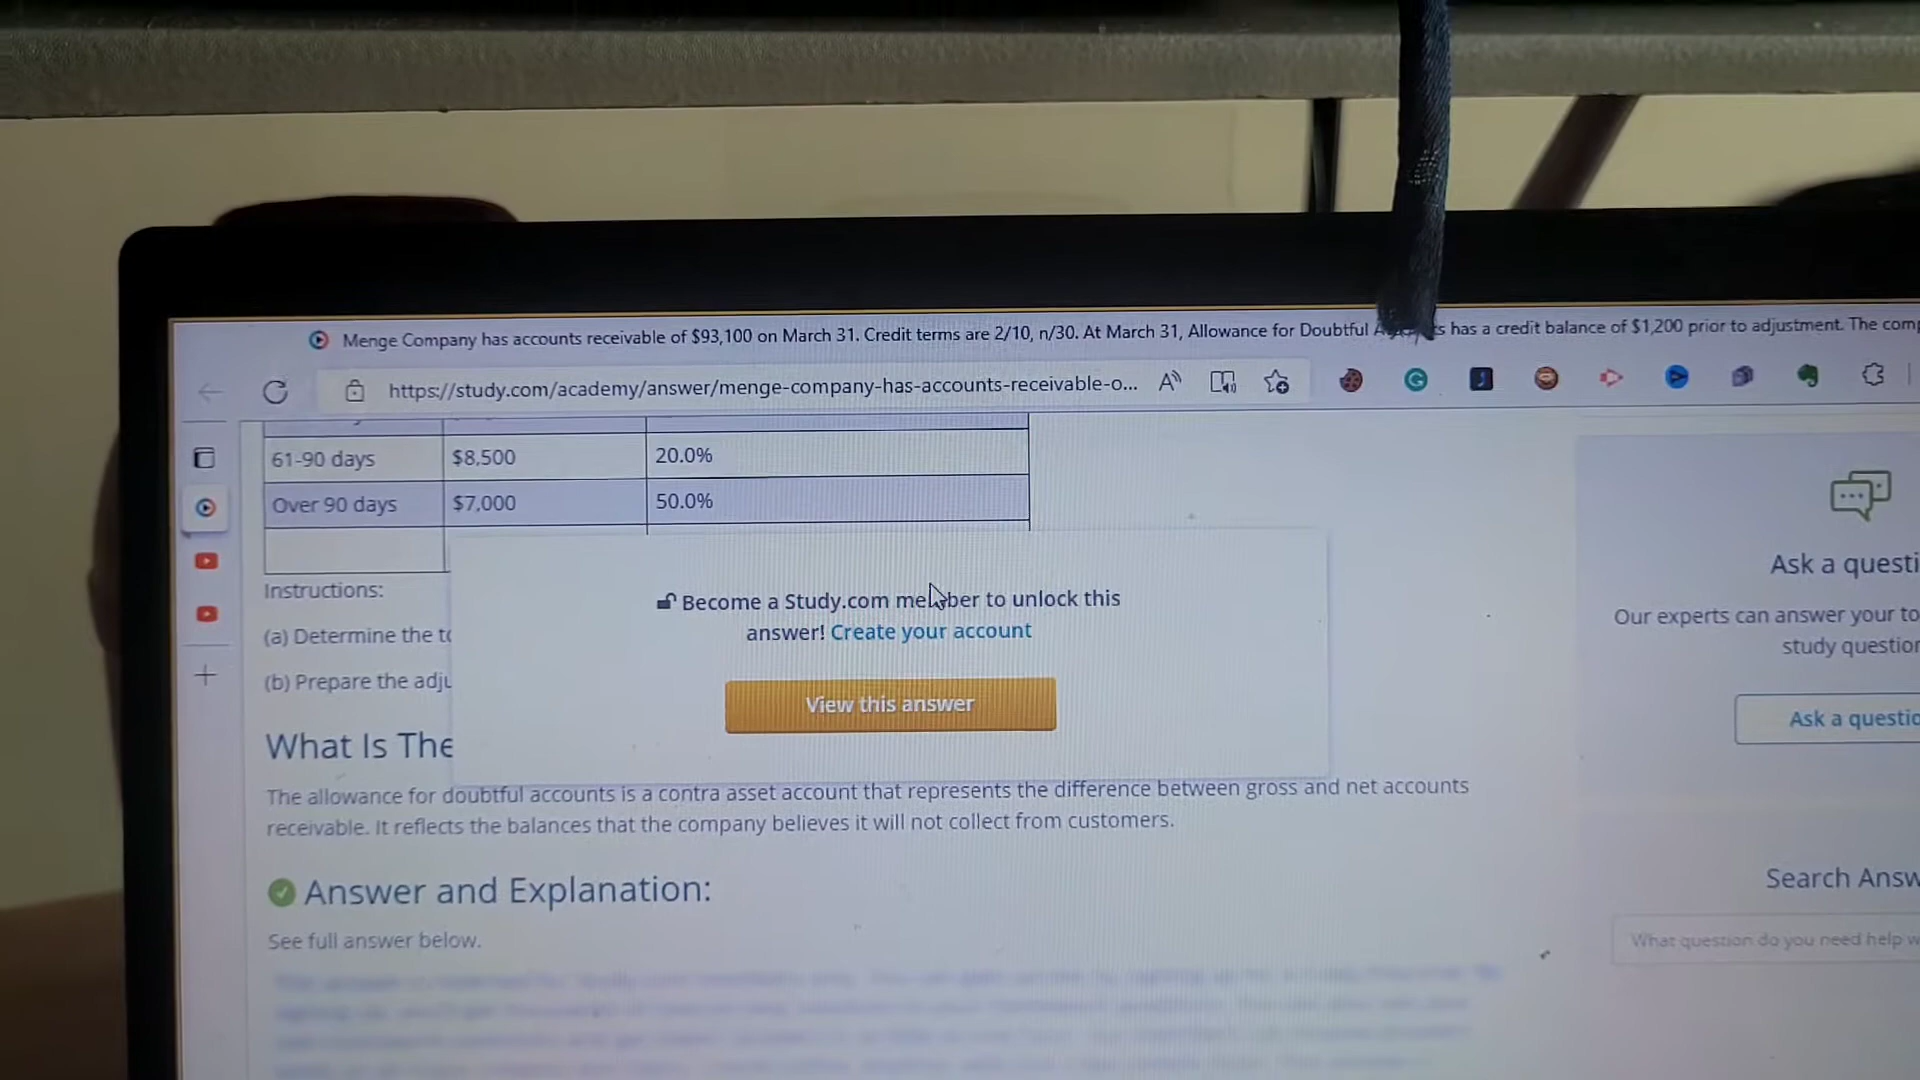 Menge Company has accounts receivable of $93,100 on March 31. Credit terms are 2/10, n/30. At March 31, Allowance for Doubtful A s has a credit balance of $1,200 prior to adjustment. The comp
https://study.com/academy/answer/menge-company-has-accounts-receivable-o...
61-90 days $8,500 20.0%
Over 90 days $7,000 50.0%
Instructions:
(a) Determine the to
(b) Prepare the adju
Become a Study.com member to unlock this
answer! Create your account
View this answer
What Is The
The allowance for doubtful accounts is a contra asset account that represents the difference between gross and net accounts
receivable. It reflects the balances that the company believes it will not collect from customers.
Answer and Explanation:
See full answer below.
Ask a questi
Our experts can answer your to
study question
Ask a questio
Search Answ
What question do you need help w